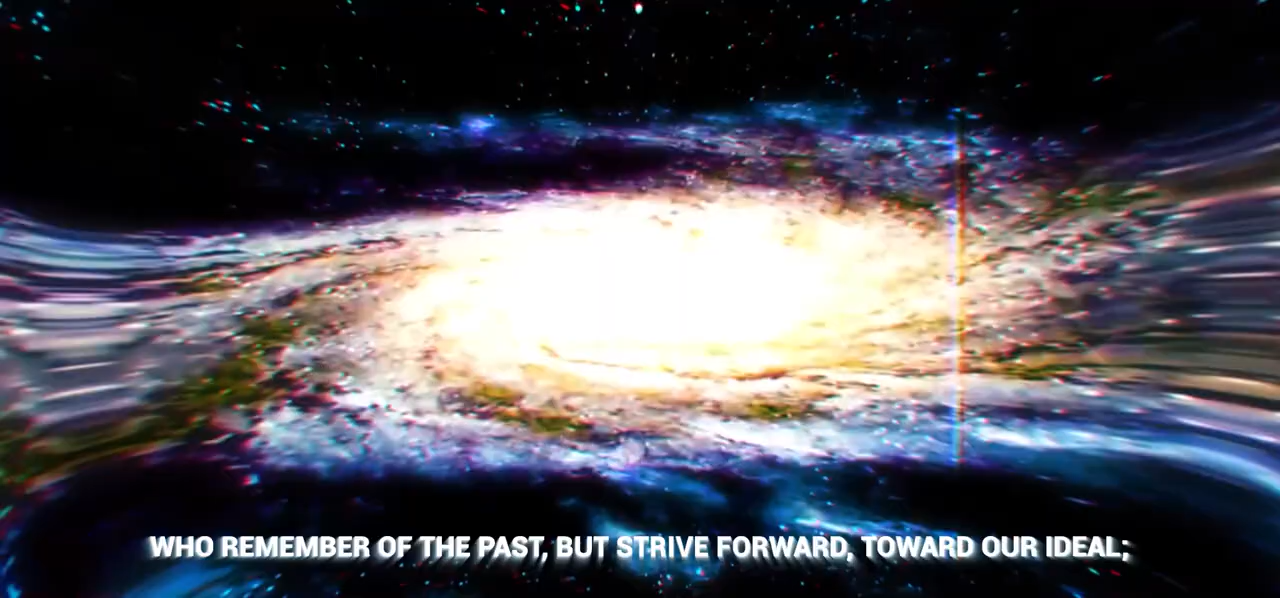 WHO REMEMBER OF THE PAST, BUT STRIVE FORWARD, TOWARD OUR IDEAL;